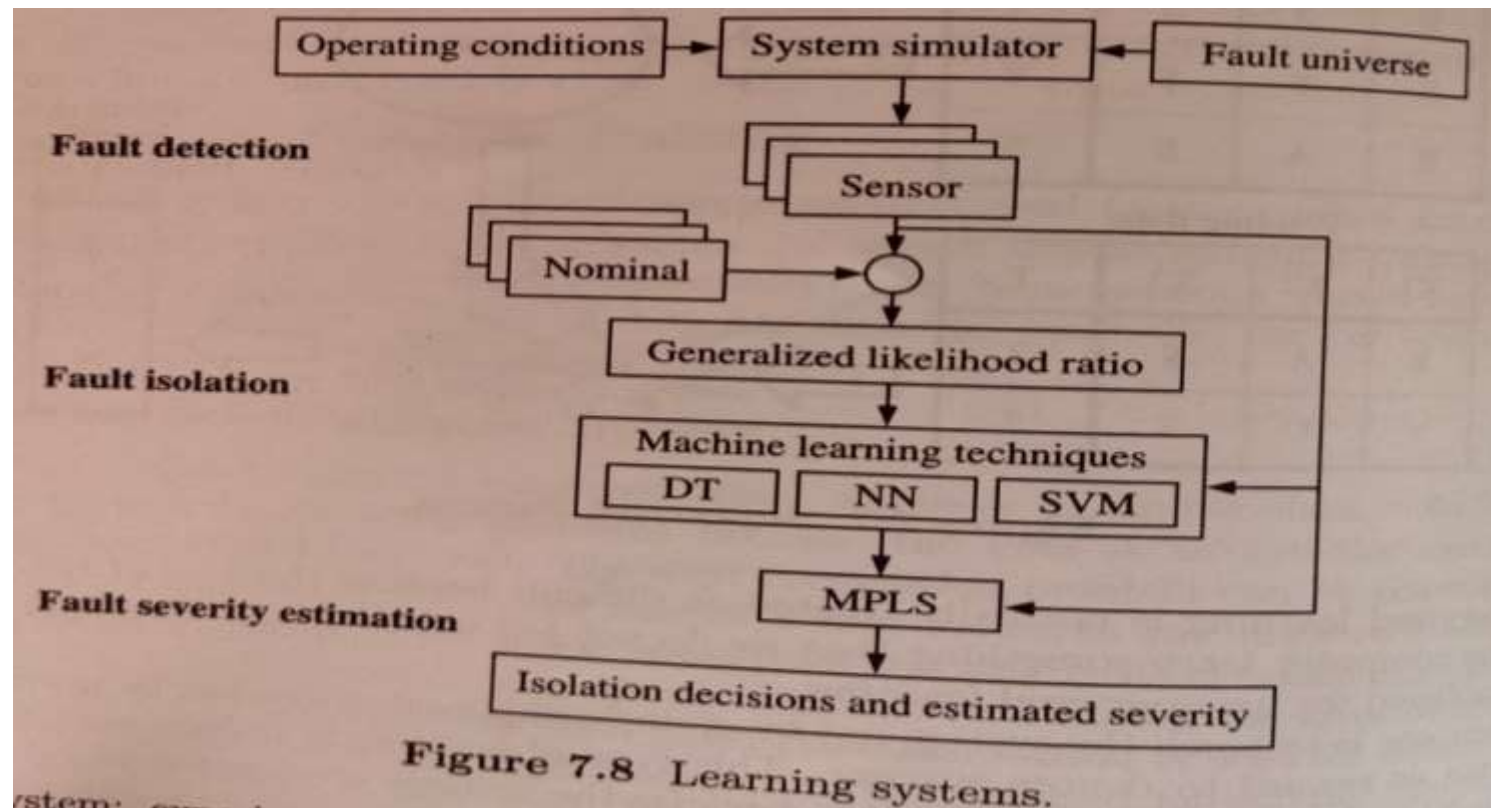 Operating conditions
System simulator
Fault universe
Fault detection
Sensor
Nominal
Generalized likelihood ratio
Fault isolation
Machine learning techniques
DT
NN
SVM
MPLS
Fault severity estimation
Isolation decisions and estimated severity
Figure 7.8 Learning systems.